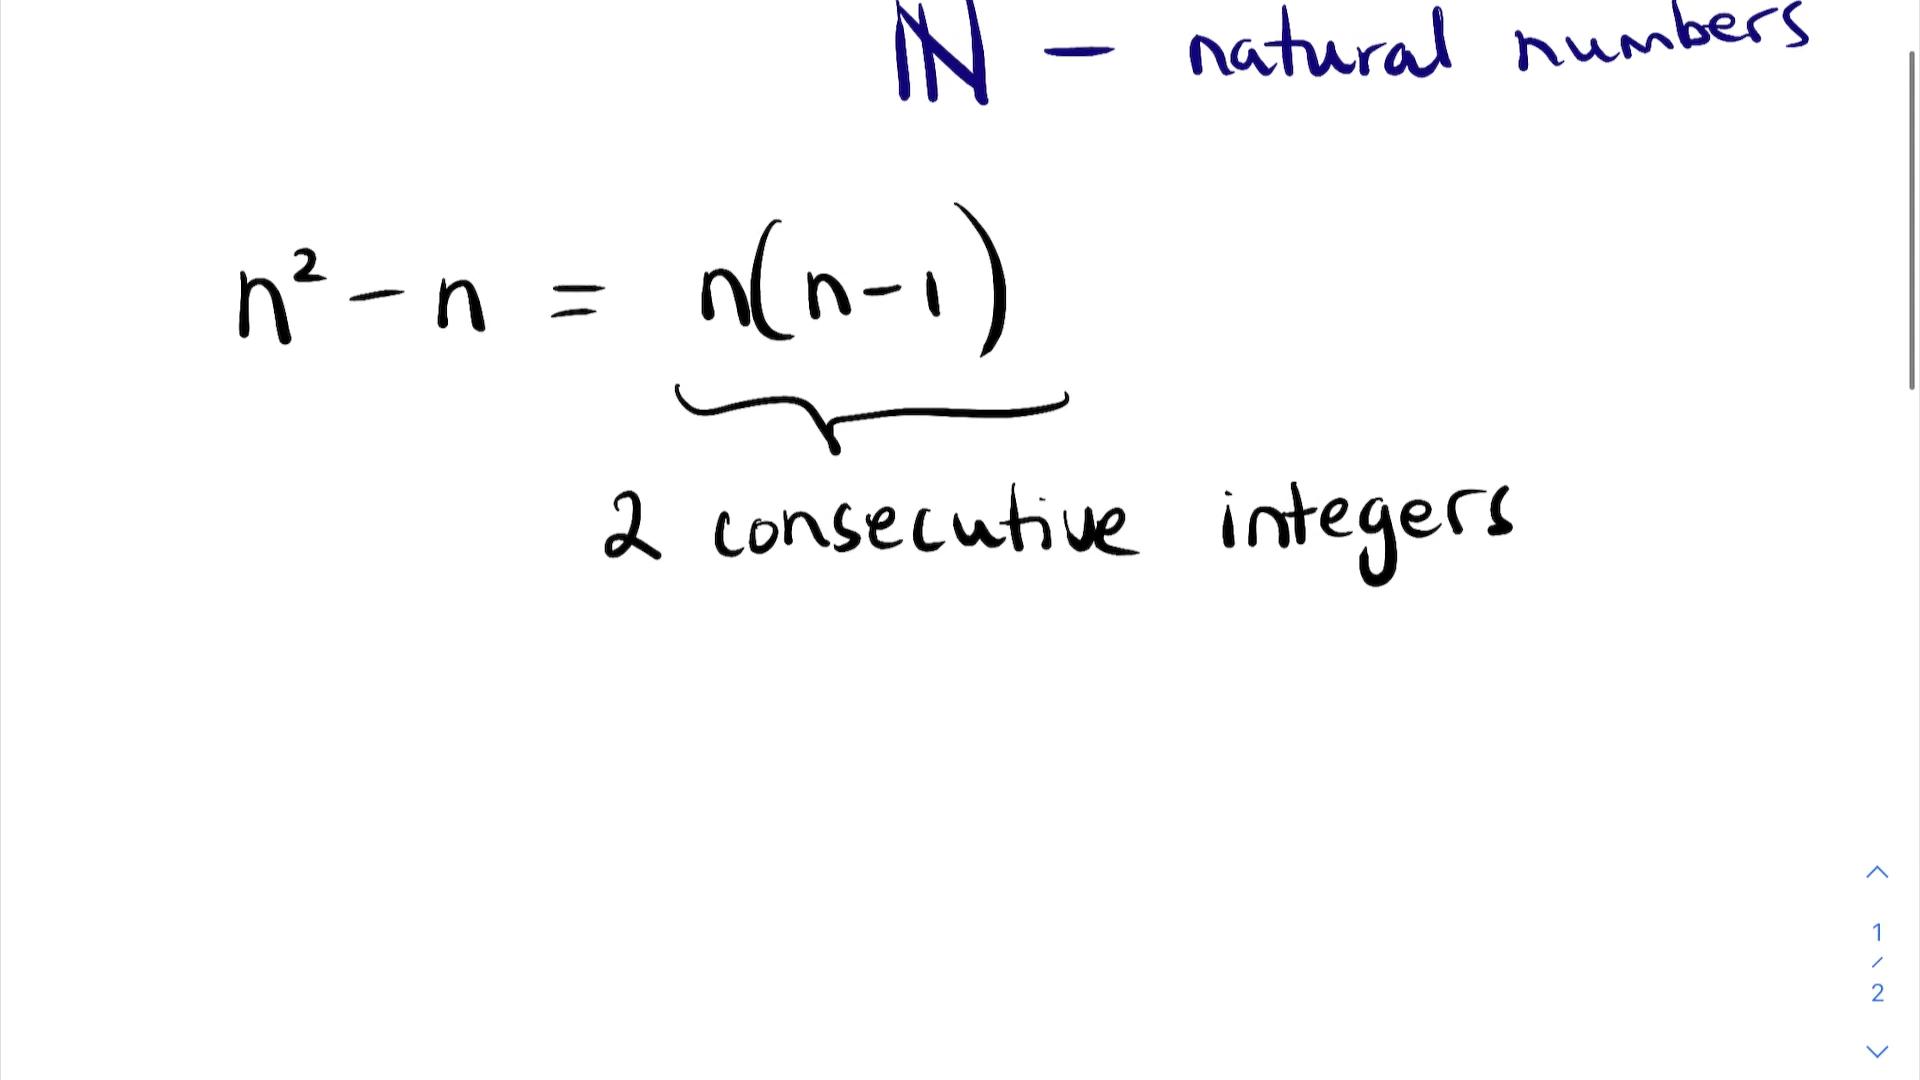 ℕ – natural numbers
n² – n = n(n-1)
2 consecutive integers
1
/
2